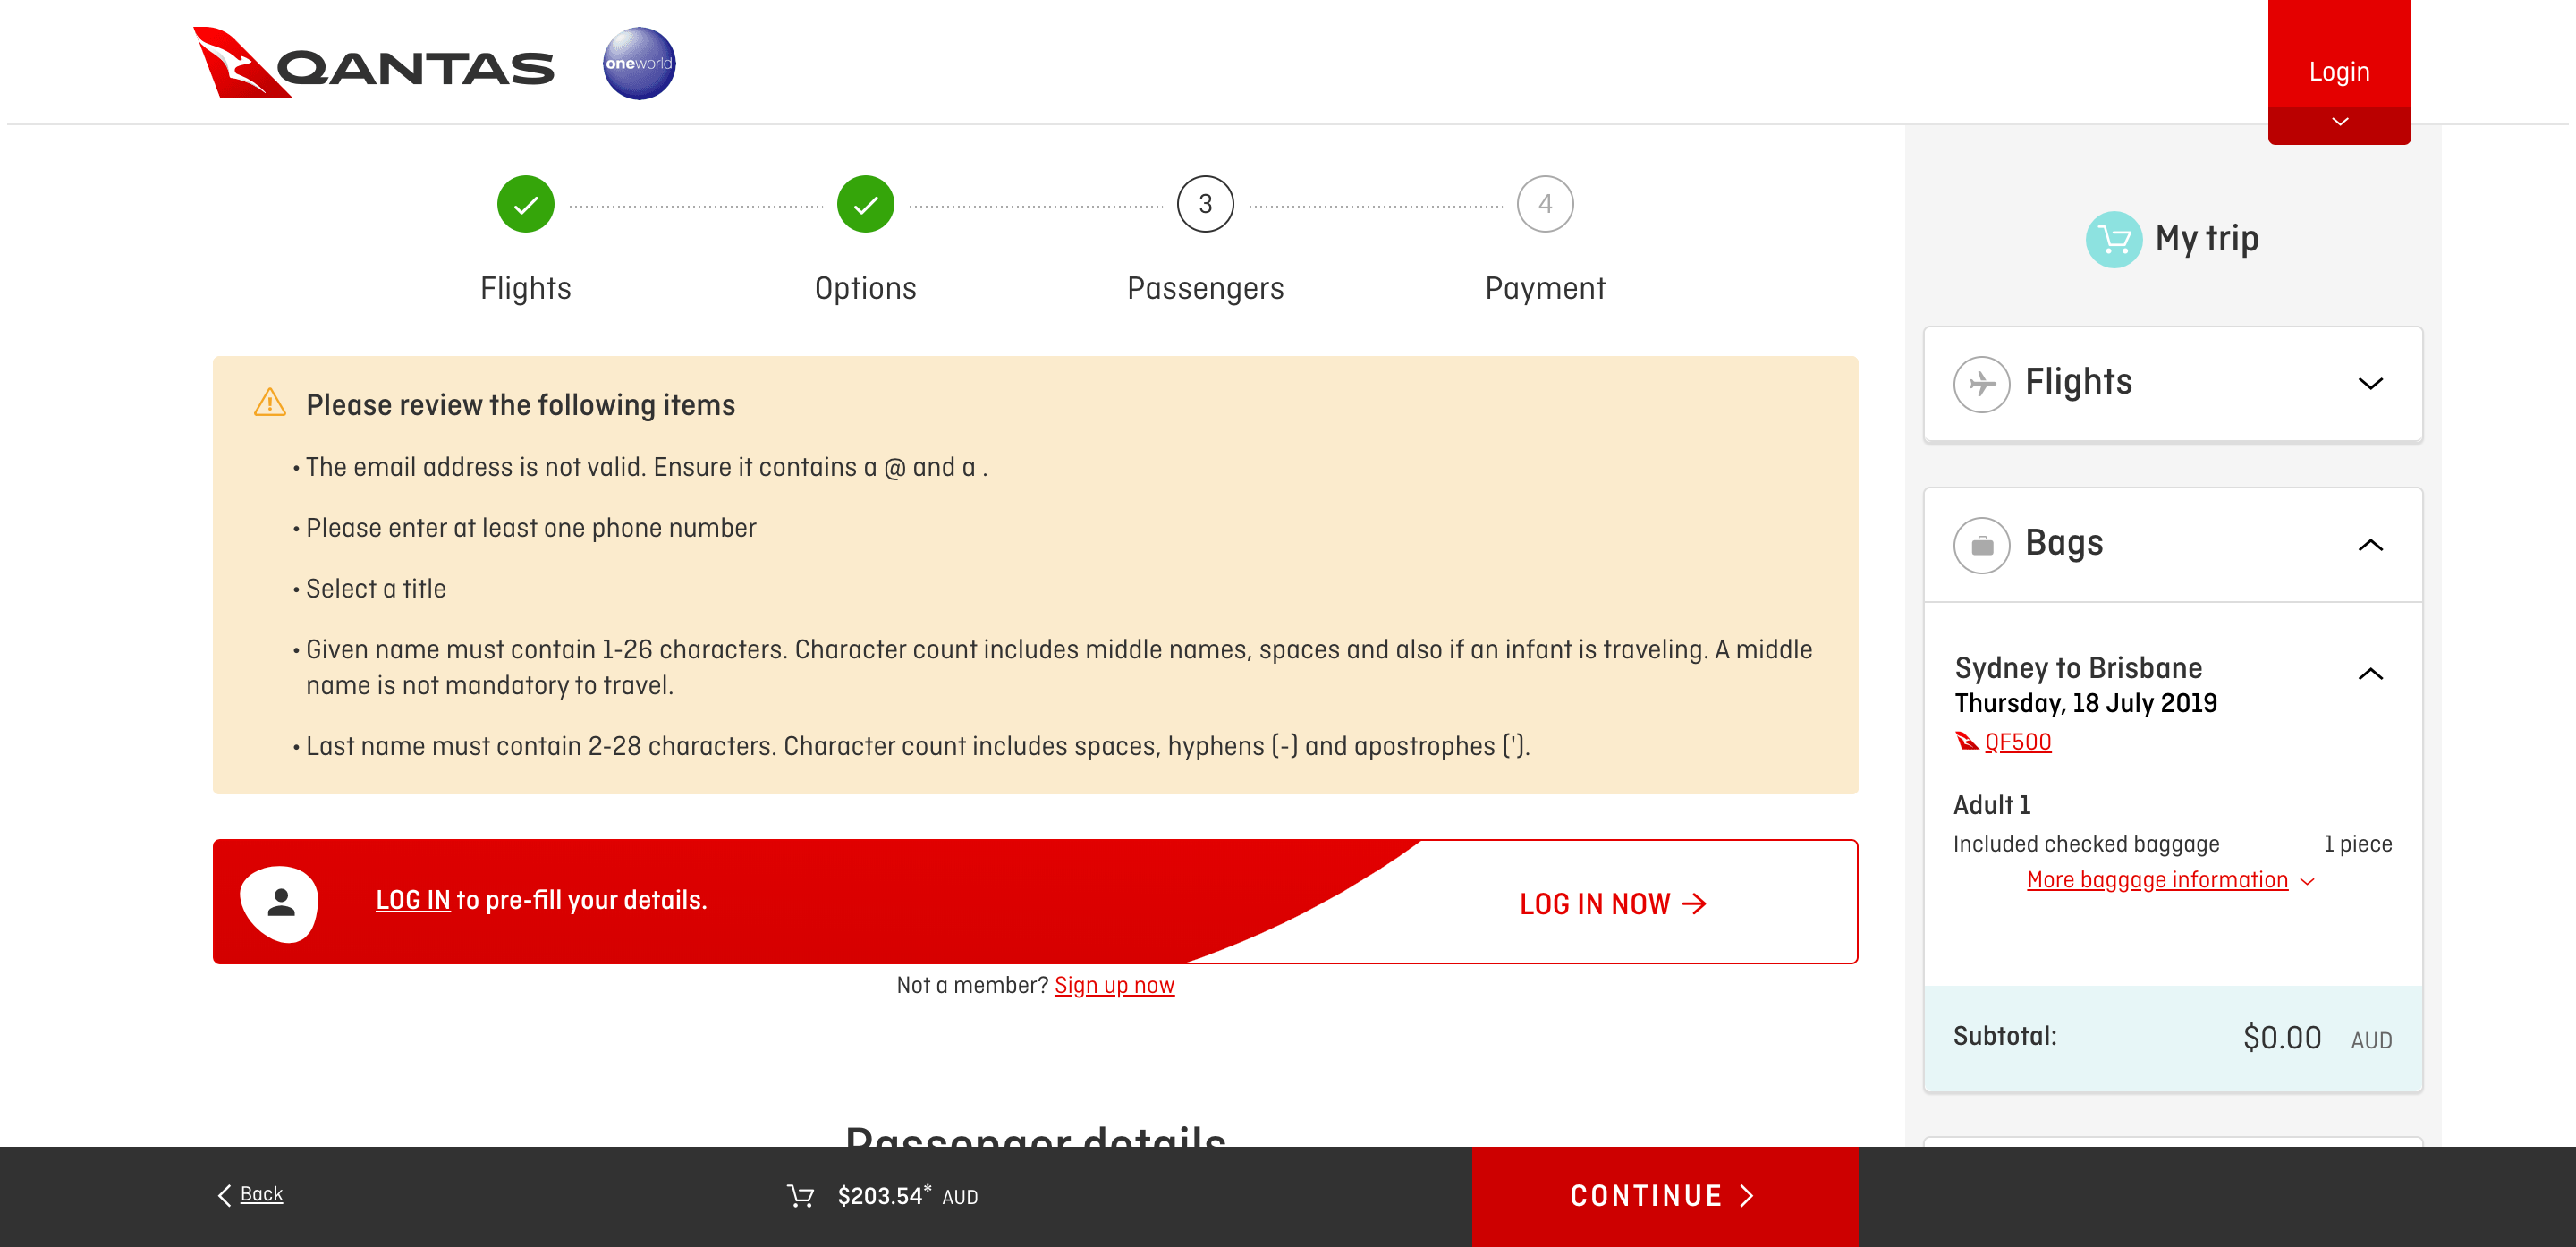 QANTAS
oneworld
Login
3
4
Flights
Options
Passengers
Payment
Please review the following items
• The email address is not valid. Ensure it contains a @ and a .
• Please enter at least one phone number
• Select a title
• Given name must contain 1-26 characters. Character count includes middle names, spaces and also if an infant is traveling. A middle
name is not mandatory to travel.
• Last name must contain 2-28 characters. Character count includes spaces, hyphens (-) and apostrophes (').
LOG IN to pre-fill your details.
LOG IN NOW
Not a member? Sign up now
Passenger details
My trip
Flights
Bags
Sydney to Brisbane
Thursday, 18 July 2019
QF500
Adult 1
Included checked baggage 1 piece
More baggage information
Subtotal: $0.00 AUD
Back
$203.54* AUD
CONTINUE